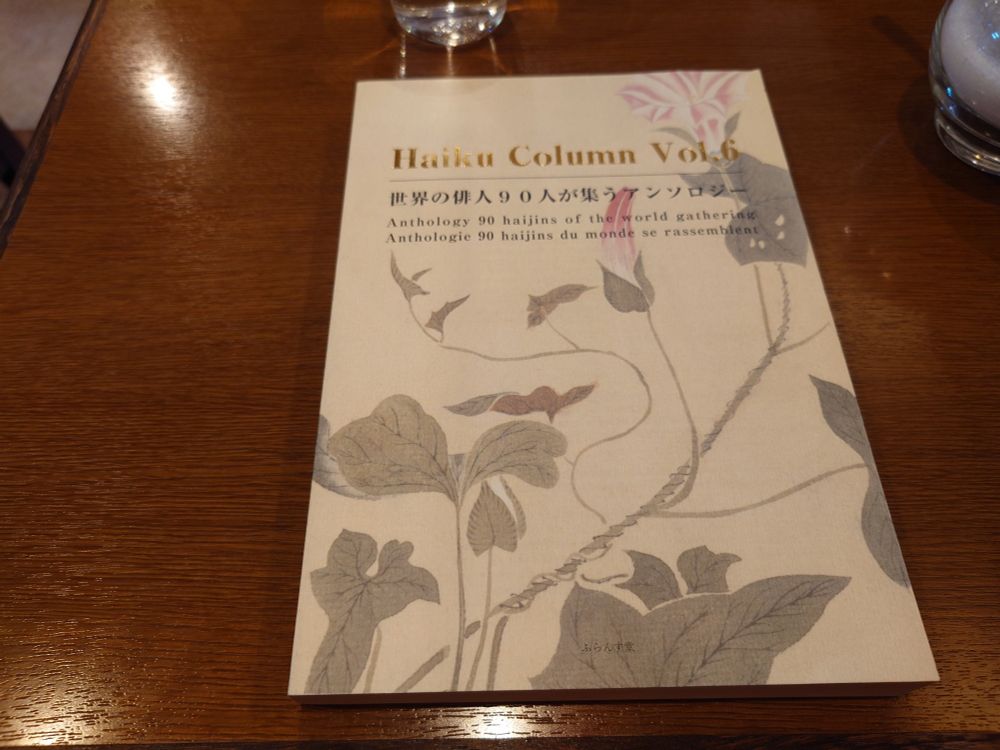 Haiku Column Vol.6
世界の俳人９０人が集うアンソロジー
Anthology 90 haijins of the world gathering
Anthologie 90 haijins du monde se rassemblent
ふらんす堂